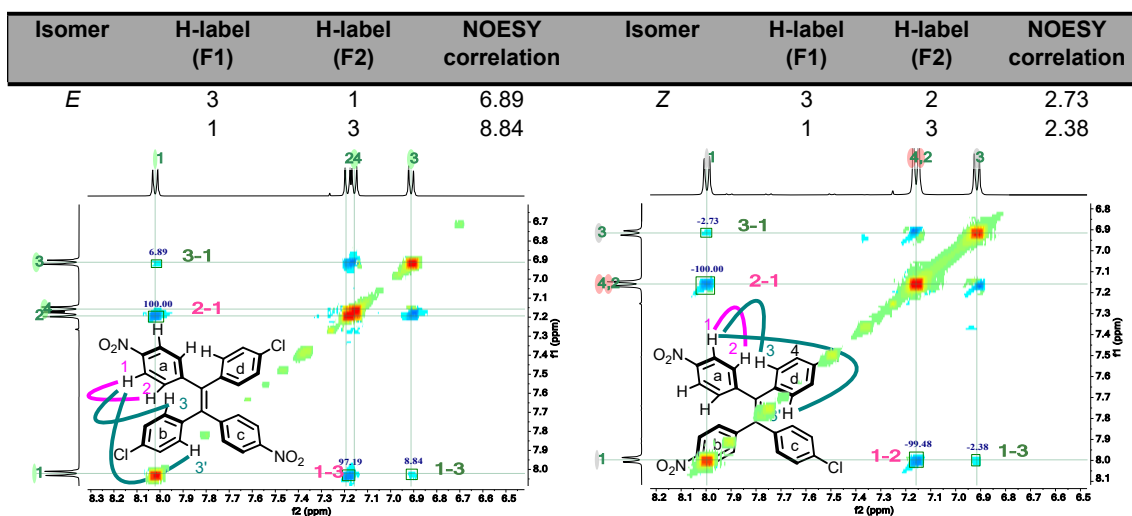 Isomer H-label (F1) H-label (F2) NOESY correlation Isomer H-label (F1) H-label (F2) NOESY correlation
E 3 1 6.89 Z 3 2 2.73
1 3 8.84 1 3 2.38
1 24 3
6.89 3-1
100.00 2-1
97.19 1-3 8.84 1-3
3
4
2
1
6.7
6.8
6.9
7.0
7.1
7.2
7.3
7.4
7.5
7.6
7.7
7.8
7.9
8.0
8.1
f1 (ppm)
H Cl
O₂N H H
a d
1 H
H H
2 3
b c
Cl H NO₂
3'
8.3 8.2 8.1 8.0 7.9 7.8 7.7 7.6 7.5 7.4 7.3 7.2 7.1 7.0 6.9 6.8 6.7 6.6 6.5
f2 (ppm)
1 4,2 3
-2.73 3-1
-100.00 2-1
-99.48 1-2 -2.38 1-3
3
4,2
1
6.8
6.9
7.0
7.1
7.2
7.3
7.4
7.5
7.6
7.7
7.8
7.9
8.0
f1 (ppm)
1
H 2 3 4
O₂N H H
a d
H H H
3'
b c
NO₂ Cl
8.2 8.1 8.0 7.9 7.8 7.7 7.6 7.5 7.4 7.3 7.2 7.1 7.0 6.9 6.8 6.7 6.6 6.5
f2 (ppm)